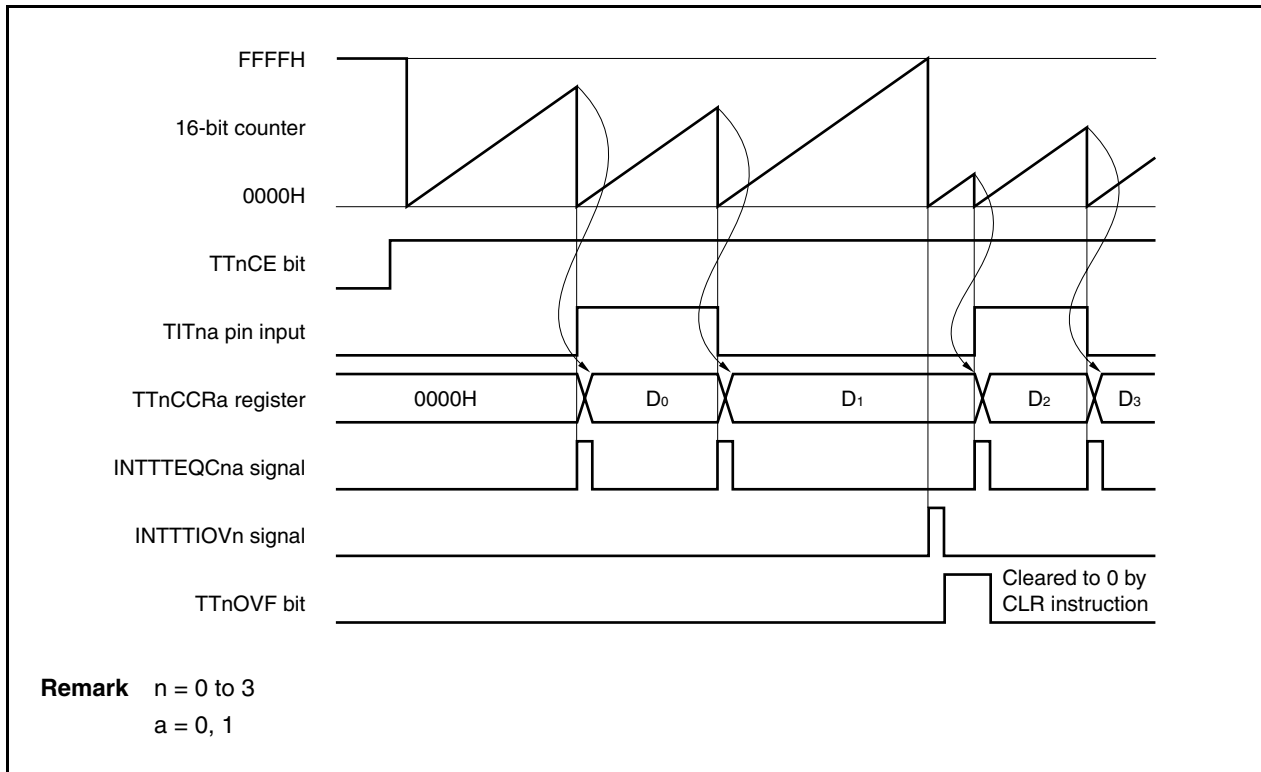 FFFFH
16-bit counter
0000H
TTnCE bit
TITna pin input
TTnCCRa register
0000H
D0
D1
D2
D3
INTTTEQCna signal
INTTTIOVn signal
TTnOVF bit
Cleared to 0 by
CLR instruction
Remark n = 0 to 3
a = 0, 1